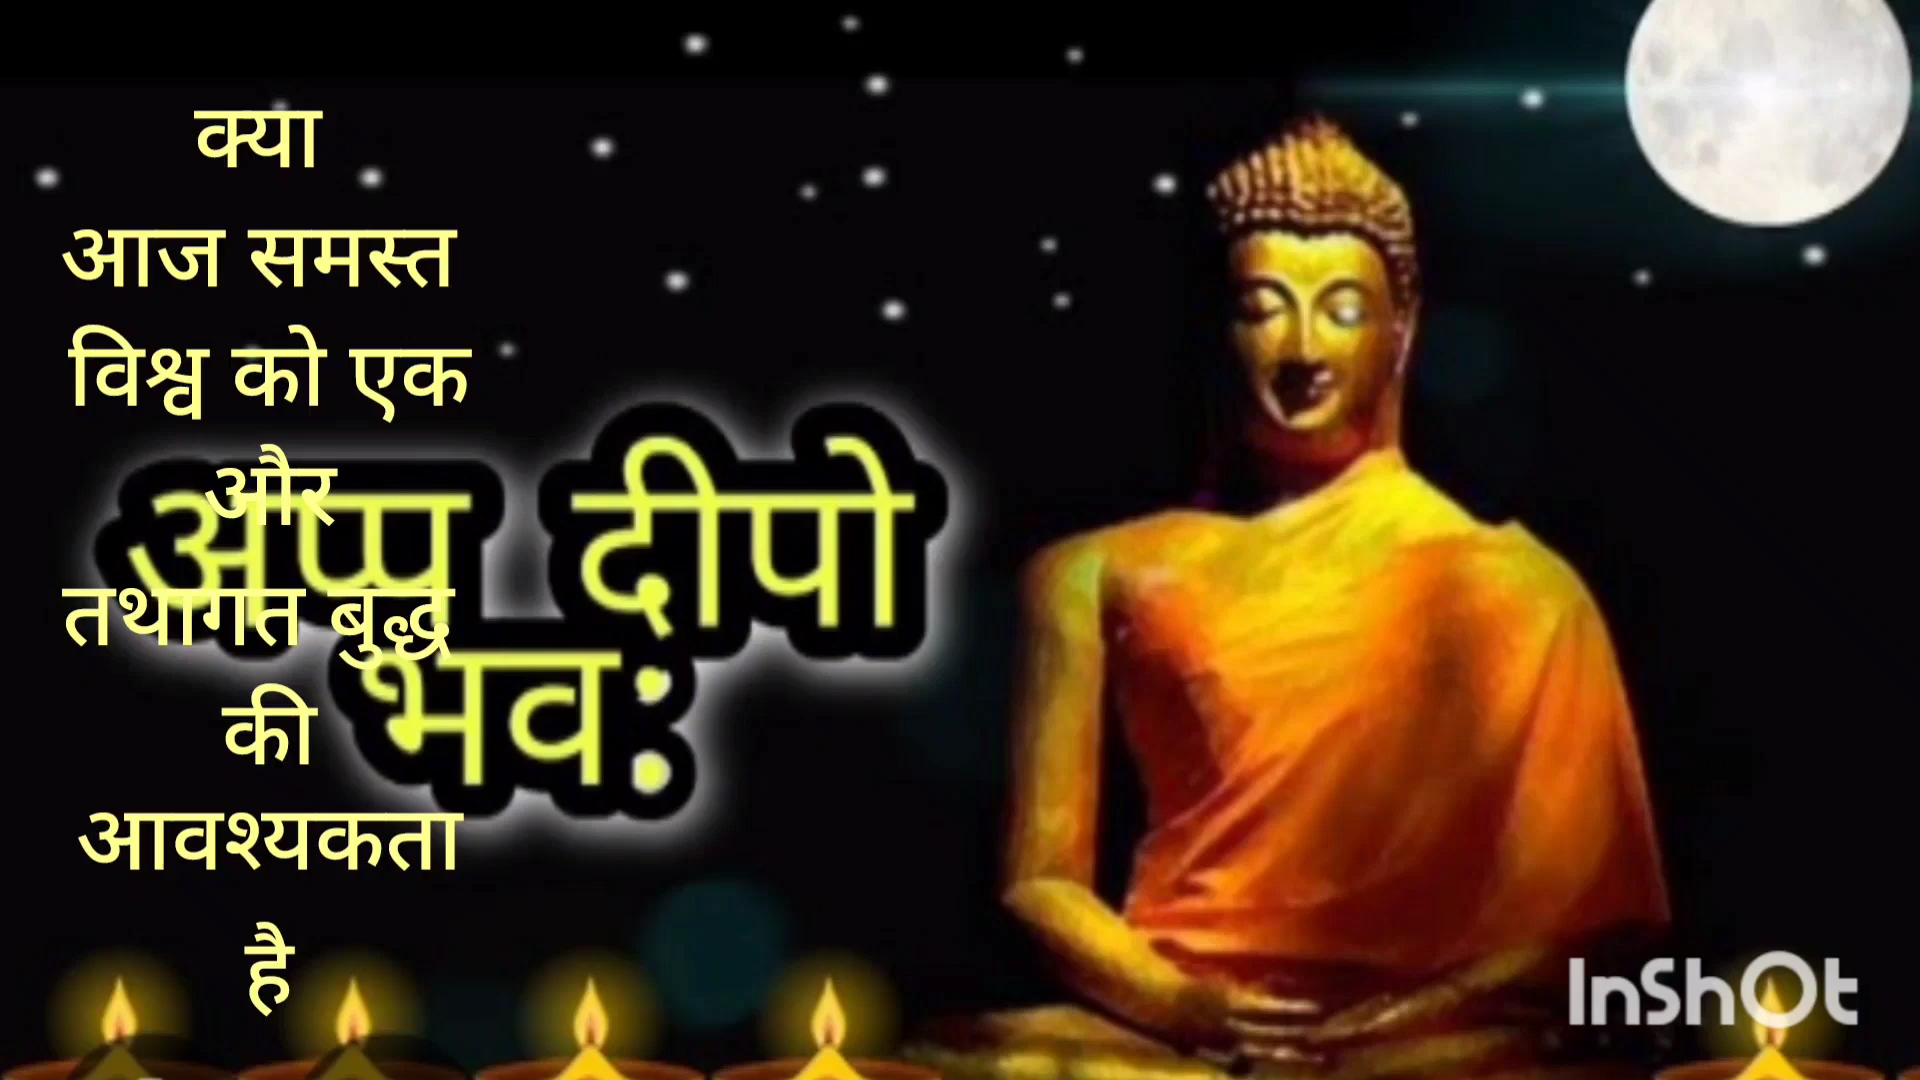 क्या
आज समस्त
विश्व को एक
और
तथागत बुद्ध
की
आवश्यकता
है
अप्प दीपो
भव:
InShOt